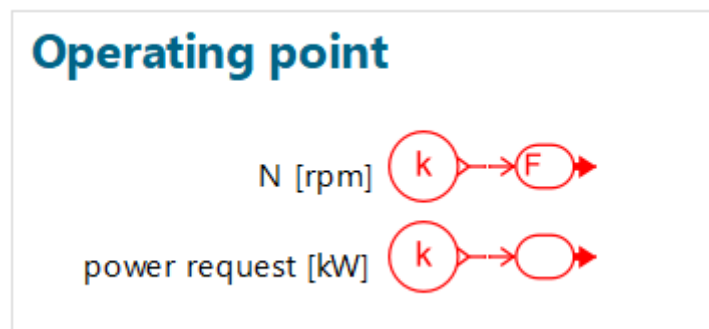 Operating point
N [rpm] k F
power request [kW] k